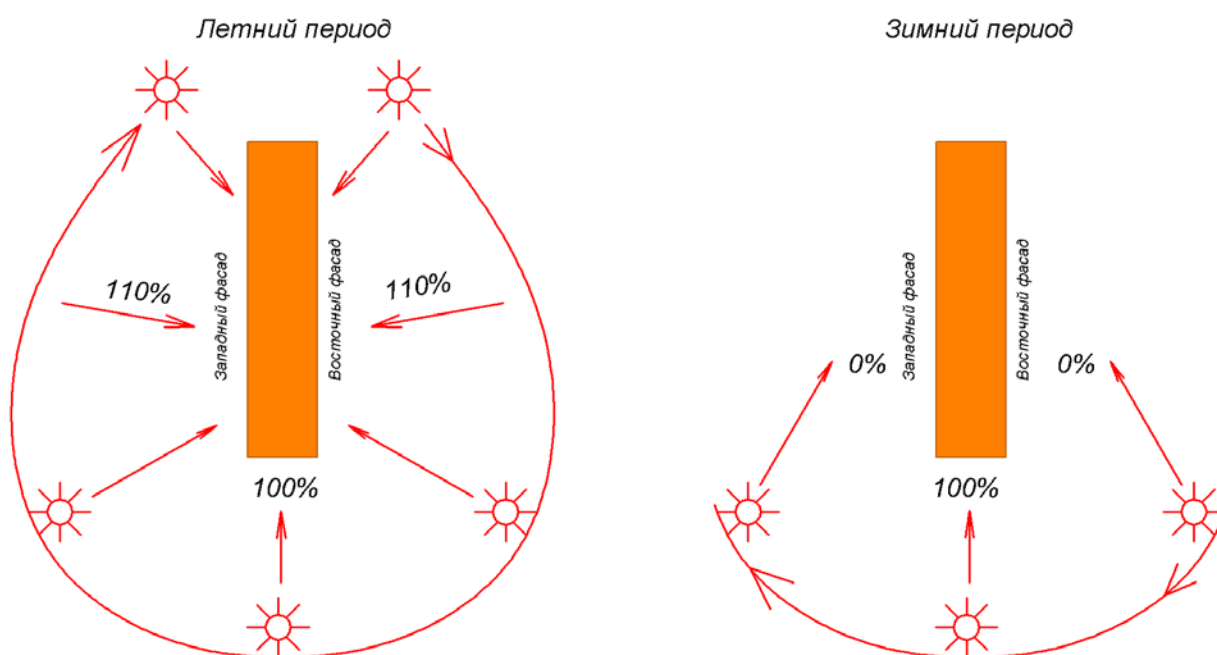 Летний период
Зимний период
110%
Западный фасад
Восточный фасад
110%
100%
0%
Западный фасад
Восточный фасад
0%
100%